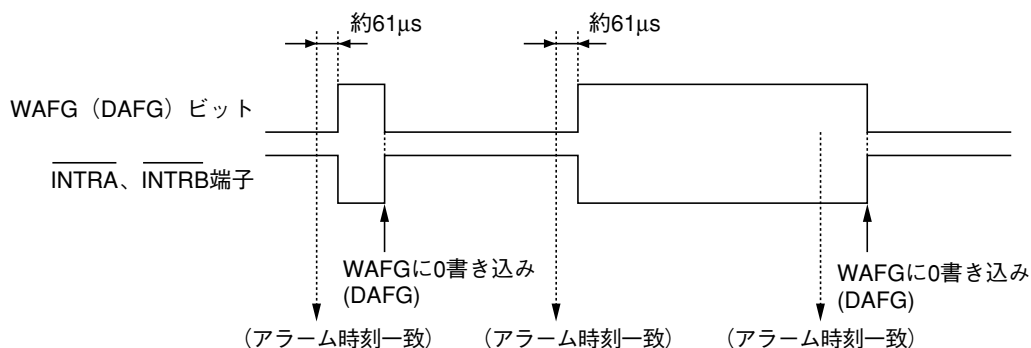 約61μs
約61μs
WAFG（DAFG）ビット
INTRA、INTRB端子
WAFGに0書き込み
(DAFG)
WAFGに0書き込み
(DAFG)
（アラーム時刻一致）
（アラーム時刻一致）
（アラーム時刻一致）